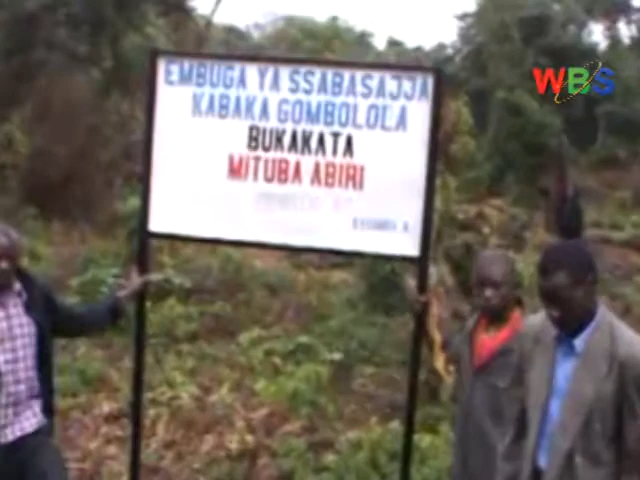 WBS
EMBUGA YA SSABASAJJA
KABAKA GOMBOLOLA
BUKAKATA
MITUBA ABIRI